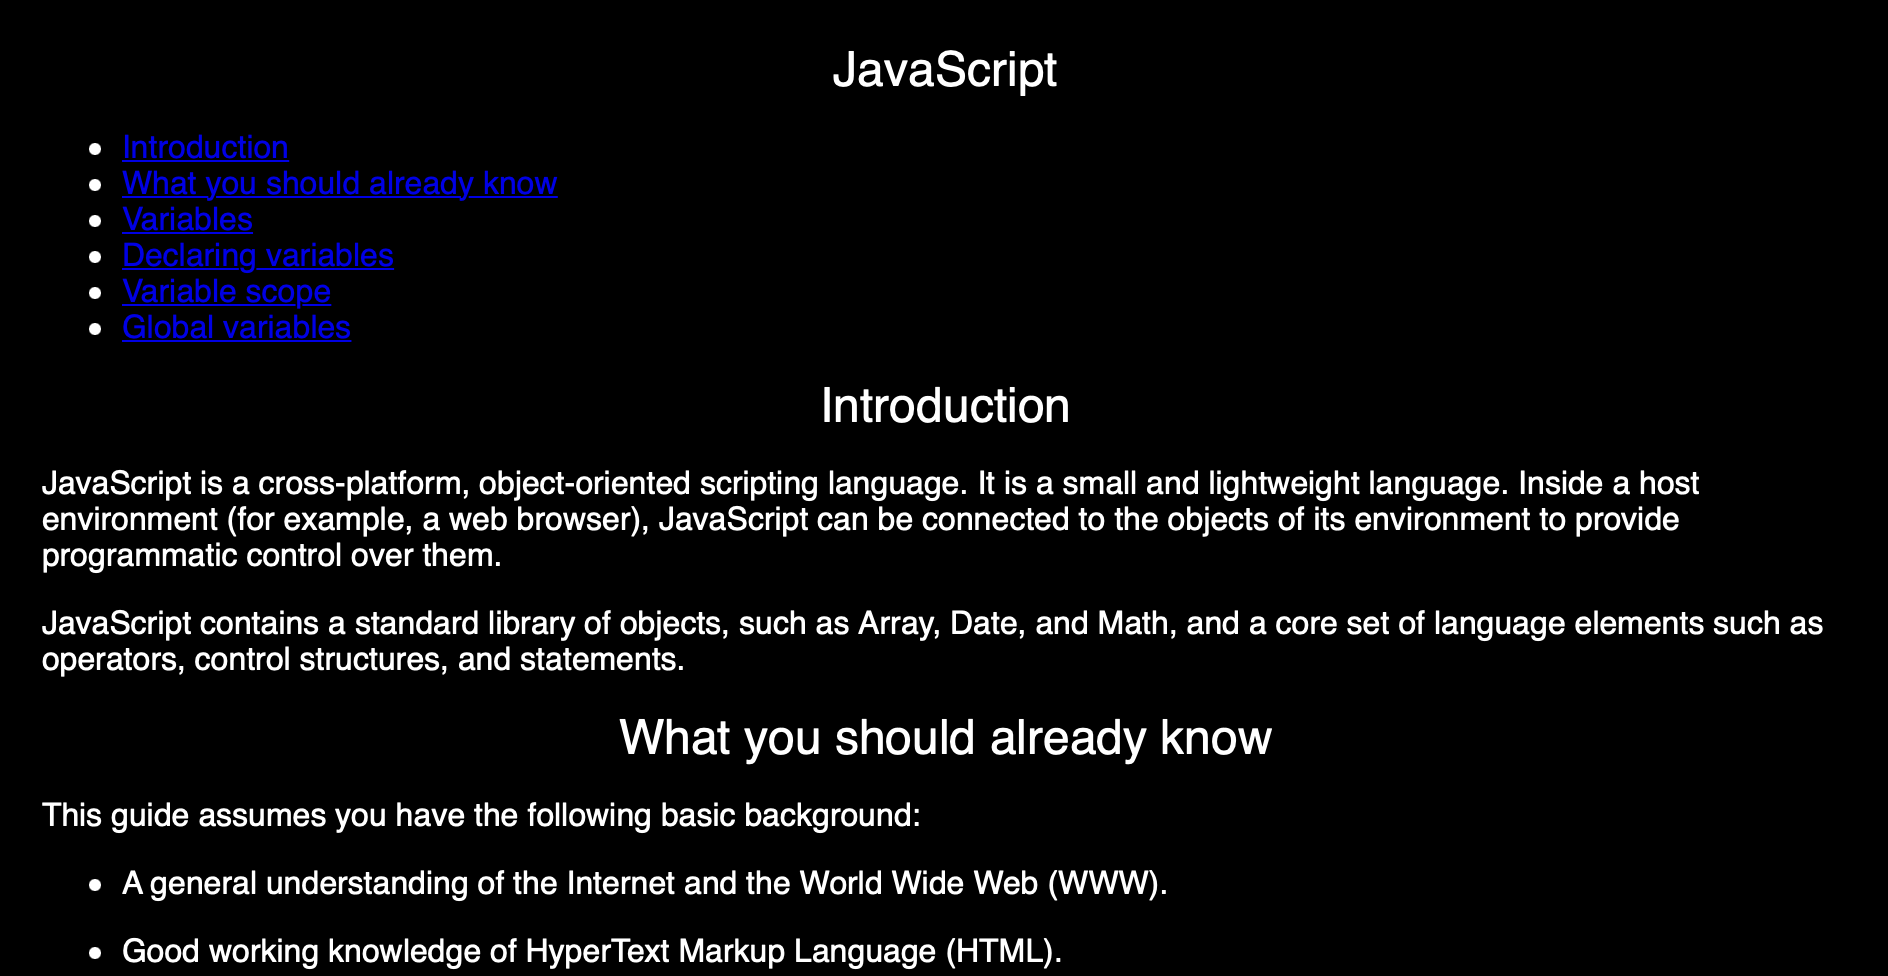 JavaScript
Introduction
What you should already know
Variables
Declaring variables
Variable scope
Global variables
Introduction
JavaScript is a cross-platform, object-oriented scripting language. It is a small and lightweight language. Inside a host
environment (for example, a web browser), JavaScript can be connected to the objects of its environment to provide
programmatic control over them.
JavaScript contains a standard library of objects, such as Array, Date, and Math, and a core set of language elements such as
operators, control structures, and statements.
What you should already know
This guide assumes you have the following basic background:
A general understanding of the Internet and the World Wide Web (WWW).
Good working knowledge of HyperText Markup Language (HTML).